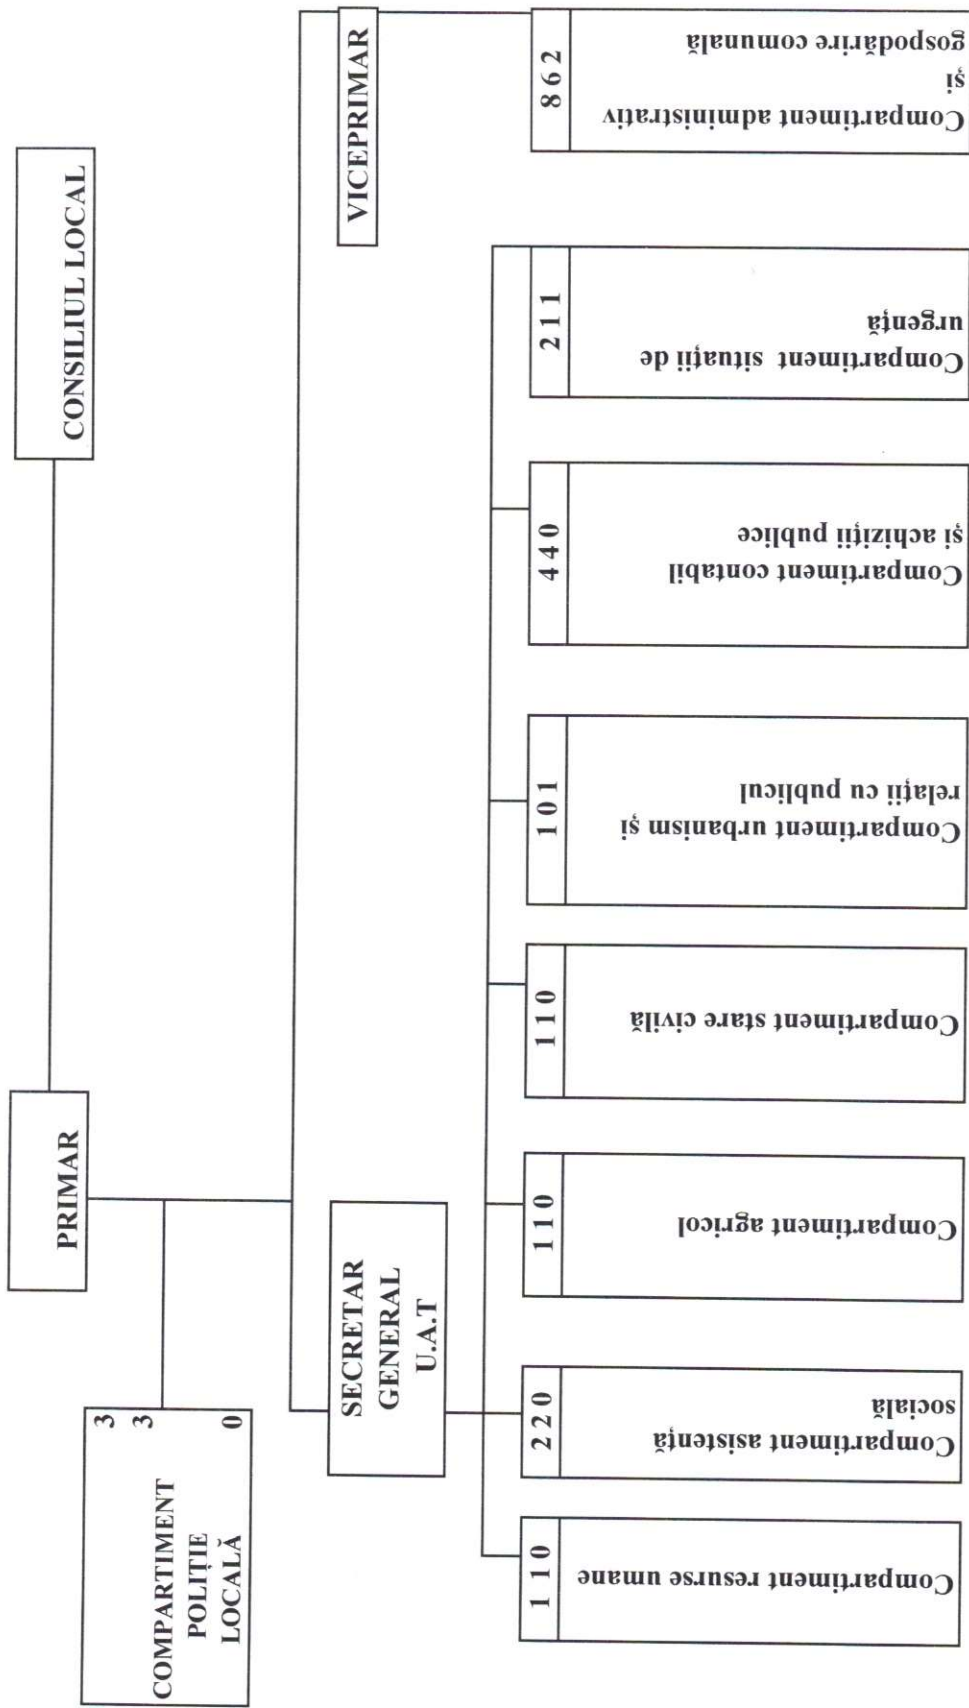 CONSILIUL LOCAL
PRIMAR
COMPARTIMENT
POLIȚIE
LOCALĂ
3
3
0
SECRETAR
GENERAL
U.A.T
VICEPRIMAR
1 1 0
Compartiment resurse umane
2 2 0
Compartiment asistență
socială
1 1 0
Compartiment agricol
1 1 0
Compartiment stare civilă
1 0 1
Compartiment urbanism și
relații cu publicul
4 4 0
Compartiment contabil
și achiziții publice
2 1 1
Compartiment situații de
urgență
8 6 2
Compartiment administrativ
și
gospodărire comunală